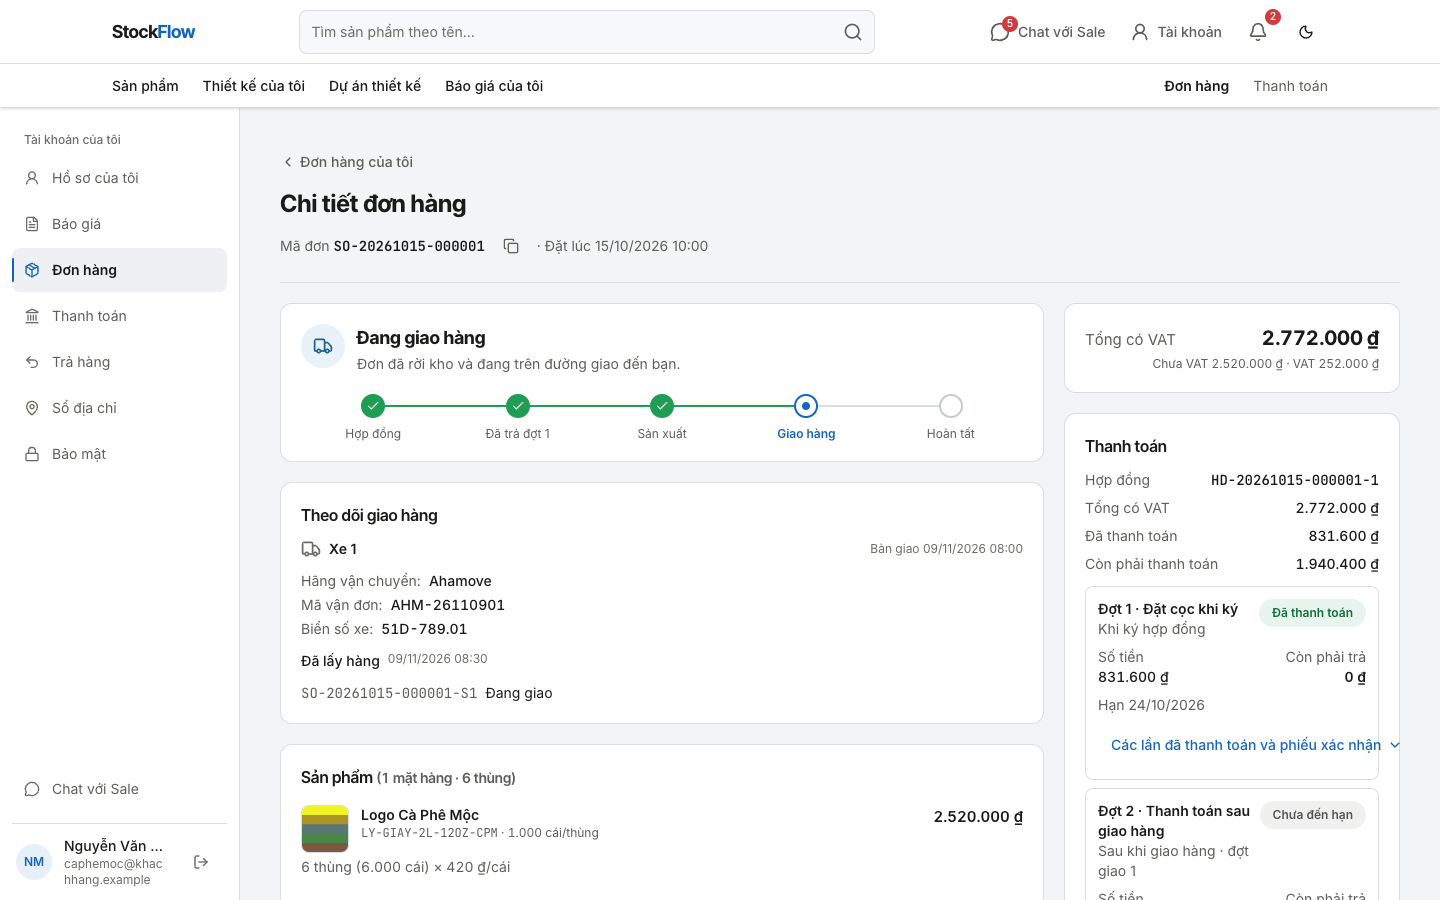 StockFlow
Tìm sản phẩm theo tên...
5
Chat với Sale
Tài khoản
2
Sản phẩm
Thiết kế của tôi
Dự án thiết kế
Báo giá của tôi
Đơn hàng
Thanh toán
Tài khoản của tôi
Hồ sơ của tôi
Báo giá
Đơn hàng
Thanh toán
Trả hàng
Sổ địa chỉ
Bảo mật
Chat với Sale
NM
Nguyễn Văn ...
caphemoc@khac
hhang.example
Đơn hàng của tôi
Chi tiết đơn hàng
Mã đơn SO-20261015-000001 · Đặt lúc 15/10/2026 10:00
Đang giao hàng
Đơn đã rời kho và đang trên đường giao đến bạn.
Hợp đồng
Đã trả đợt 1
Sản xuất
Giao hàng
Hoàn tất
Theo dõi giao hàng
Xe 1
Bàn giao 09/11/2026 08:00
Hãng vận chuyển: Ahamove
Mã vận đơn: AHM-26110901
Biển số xe: 51D-789.01
Đã lấy hàng 09/11/2026 08:30
SO-20261015-000001-S1 Đang giao
Sản phẩm (1 mặt hàng · 6 thùng)
Logo Cà Phê Mộc
2.520.000 ₫
LY-GIAY-2L-12OZ-CPM · 1.000 cái/thùng
6 thùng (6.000 cái) × 420 ₫/cái
Tổng có VAT 2.772.000 ₫
Chưa VAT 2.520.000 ₫ · VAT 252.000 ₫
Thanh toán
Hợp đồng HD-20261015-000001-1
Tổng có VAT 2.772.000 ₫
Đã thanh toán 831.600 ₫
Còn phải thanh toán 1.940.400 ₫
Đợt 1 · Đặt cọc khi ký
Đã thanh toán
Khi ký hợp đồng
Số tiền Còn phải trả
831.600 ₫ 0 ₫
Hạn 24/10/2026
Các lần đã thanh toán và phiếu xác nhận
Đợt 2 · Thanh toán sau
giao hàng
Chưa đến hạn
Sau khi giao hàng · đợt
giao 1
Số tiền Còn phải trả